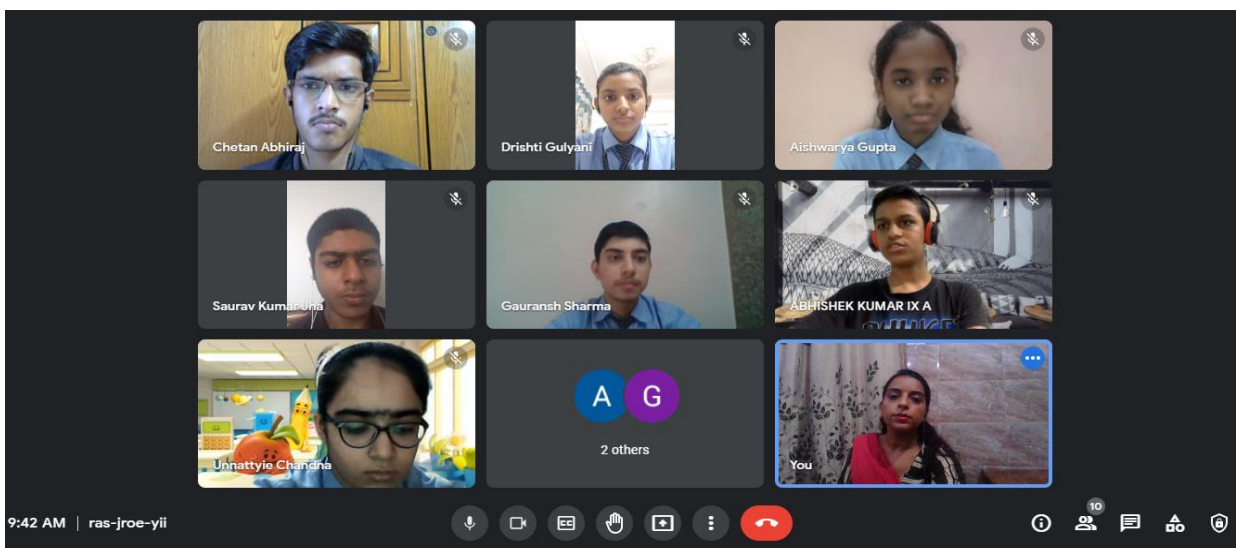 Chetan Abhiraj
Drishti Gulyani
Aishwarya Gupta
Saurav Kumar Jha
Gauransh Sharma
ABHISHEK KUMAR IX A
Unnattyie Chandna
A G
2 others
You
9:42 AM | ras-jroe-yii
CC
10